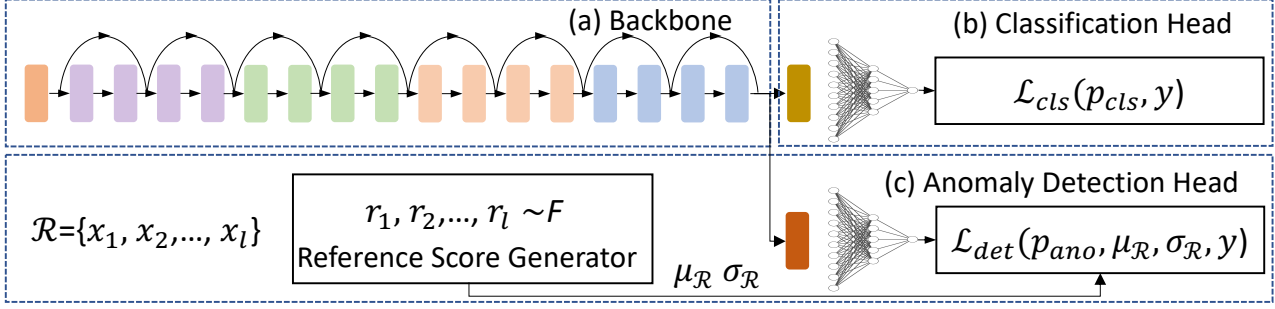 (a) Backbone
(b) Classification Head
ℒ_cls(p_cls, y)
(c) Anomaly Detection Head
ℛ={x_1, x_2,..., x_l}
r_1, r_2,..., r_l ~F
Reference Score Generator
ℒ_det(p_ano, μ_ℛ, σ_ℛ, y)
μ_ℛ σ_ℛ